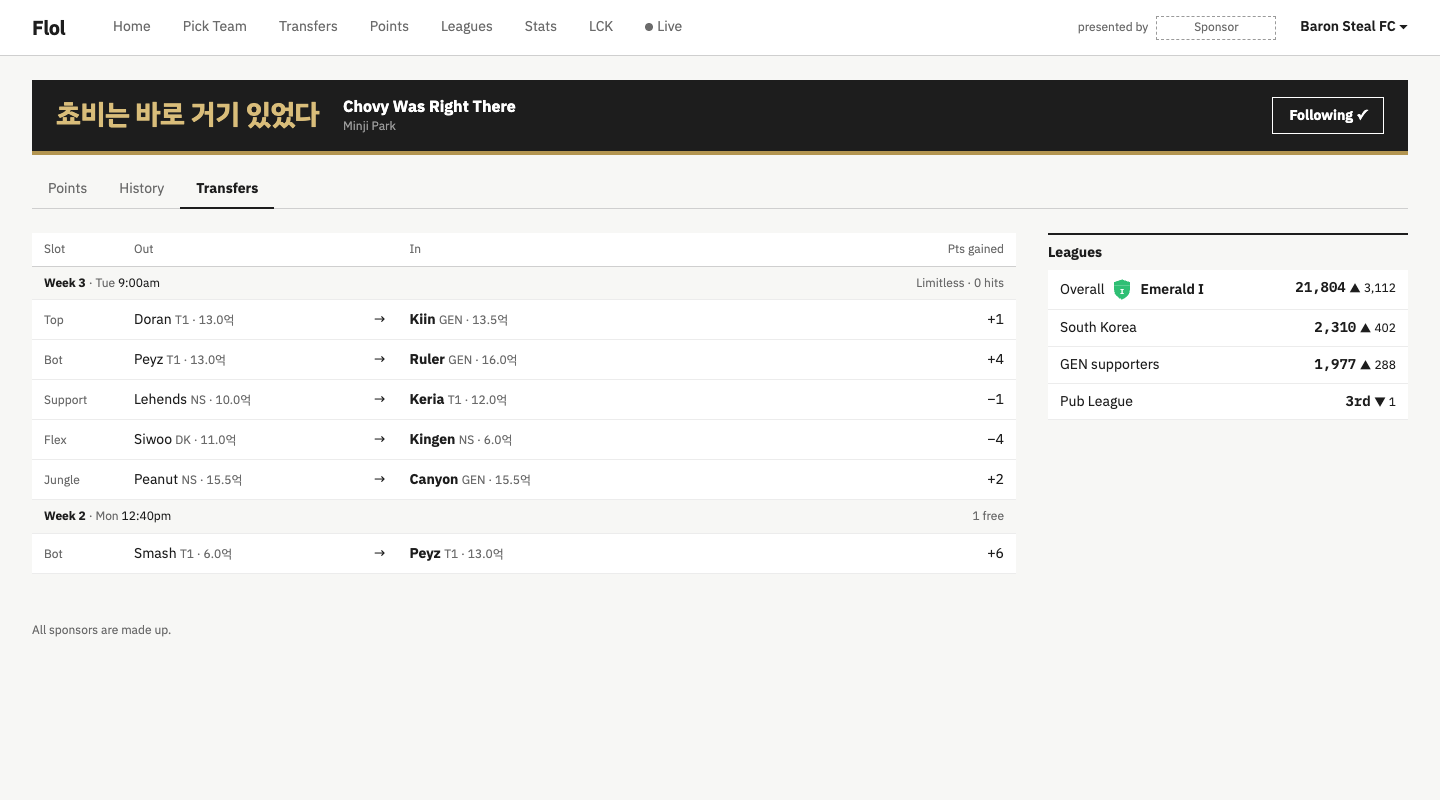 Flol Home Pick Team Transfers Points Leagues Stats LCK Live presented by Sponsor Baron Steal FC
쵸비는 바로 거기 있었다
Chovy Was Right There
Minji Park
Following ✓
Points History Transfers
Slot Out In Pts gained
Week 3 · Tue 9:00am Limitless · 0 hits
Top Doran T1 · 13.0억 → Kiin GEN · 13.5억 +1
Bot Peyz T1 · 13.0억 → Ruler GEN · 16.0억 +4
Support Lehends NS · 10.0억 → Keria T1 · 12.0억 −1
Flex Siwoo DK · 11.0억 → Kingen NS · 6.0억 −4
Jungle Peanut NS · 15.5억 → Canyon GEN · 15.5억 +2
Week 2 · Mon 12:40pm 1 free
Bot Smash T1 · 6.0억 → Peyz T1 · 13.0억 +6
Leagues
Overall I Emerald I 21,804 ▲ 3,112
South Korea 2,310 ▲ 402
GEN supporters 1,977 ▲ 288
Pub League 3rd ▼ 1
All sponsors are made up.